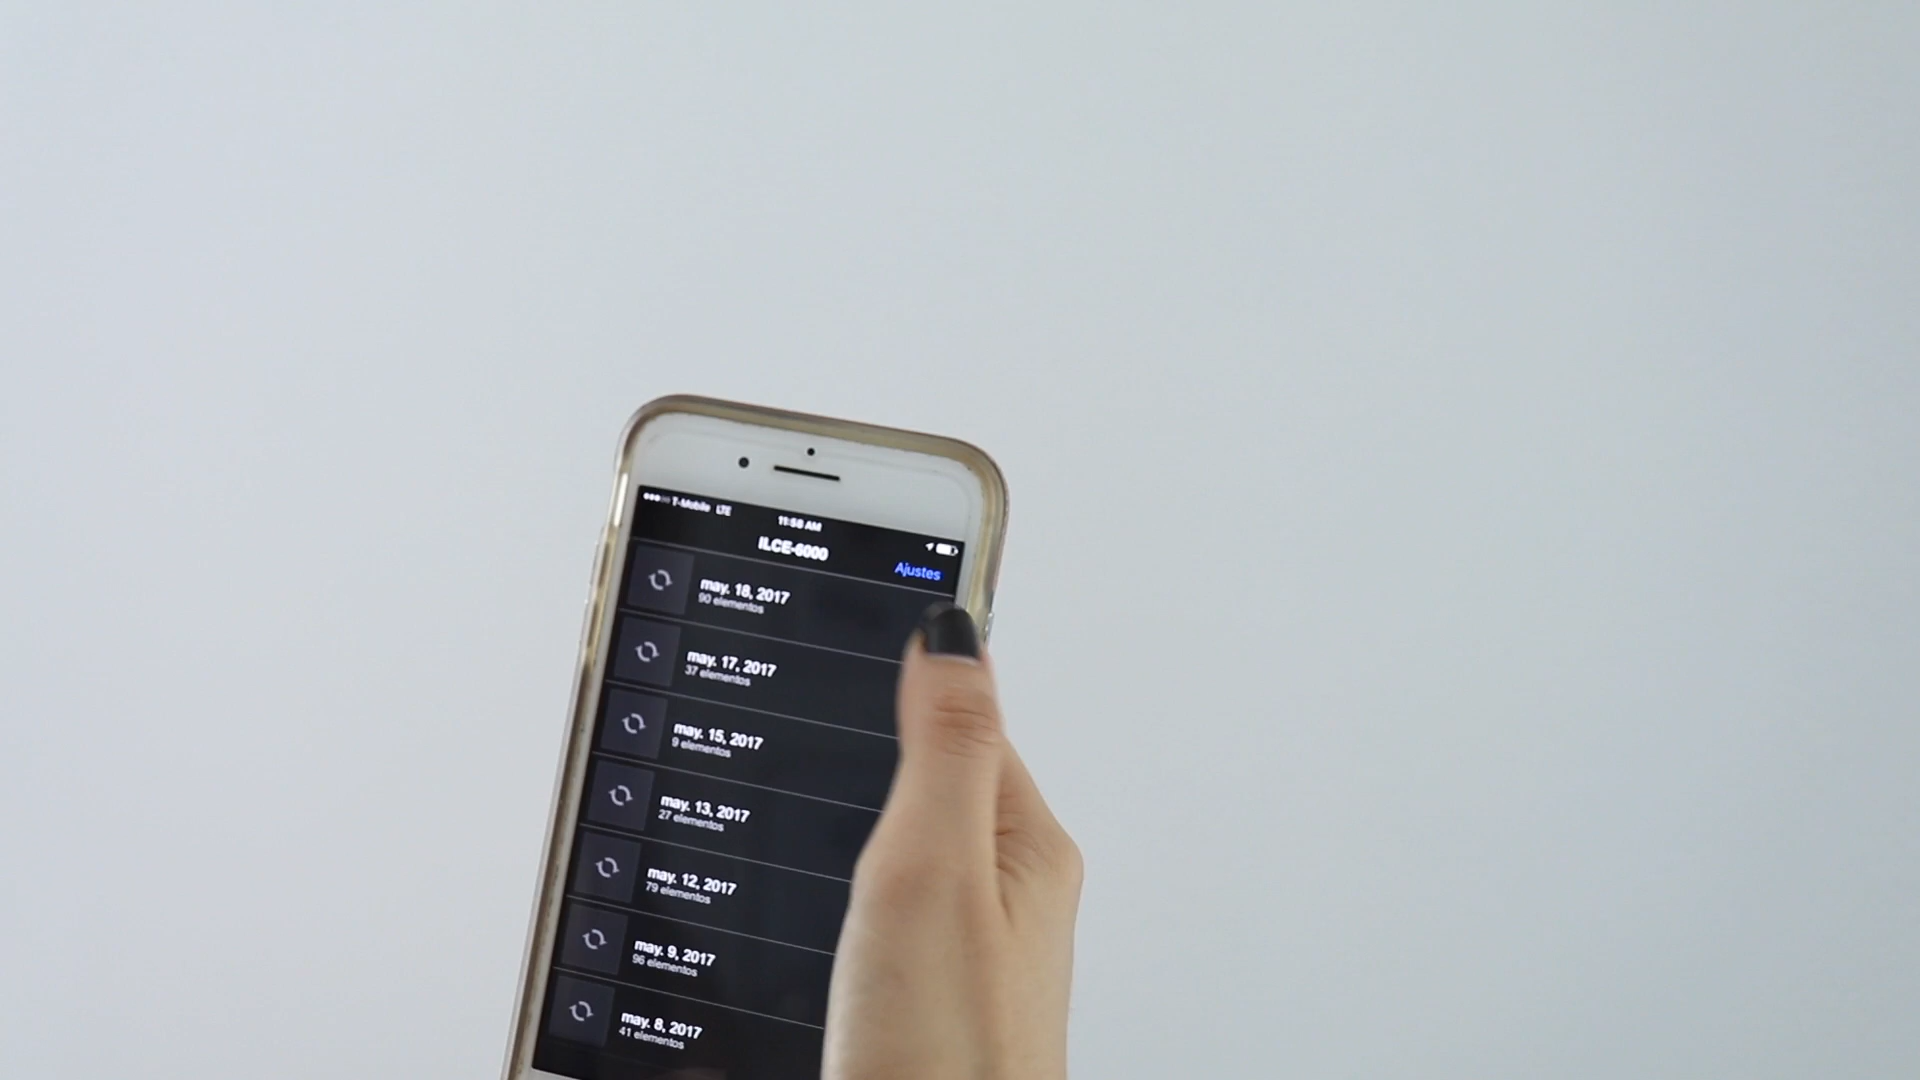 T-Mobile LTE
11:58 AM
ILCE-6000
Ajustes
may. 18, 2017
90 elementos
may. 17, 2017
37 elementos
may. 15, 2017
9 elementos
may. 13, 2017
27 elementos
may. 12, 2017
79 elementos
may. 9, 2017
96 elementos
may. 8, 2017
41 elementos